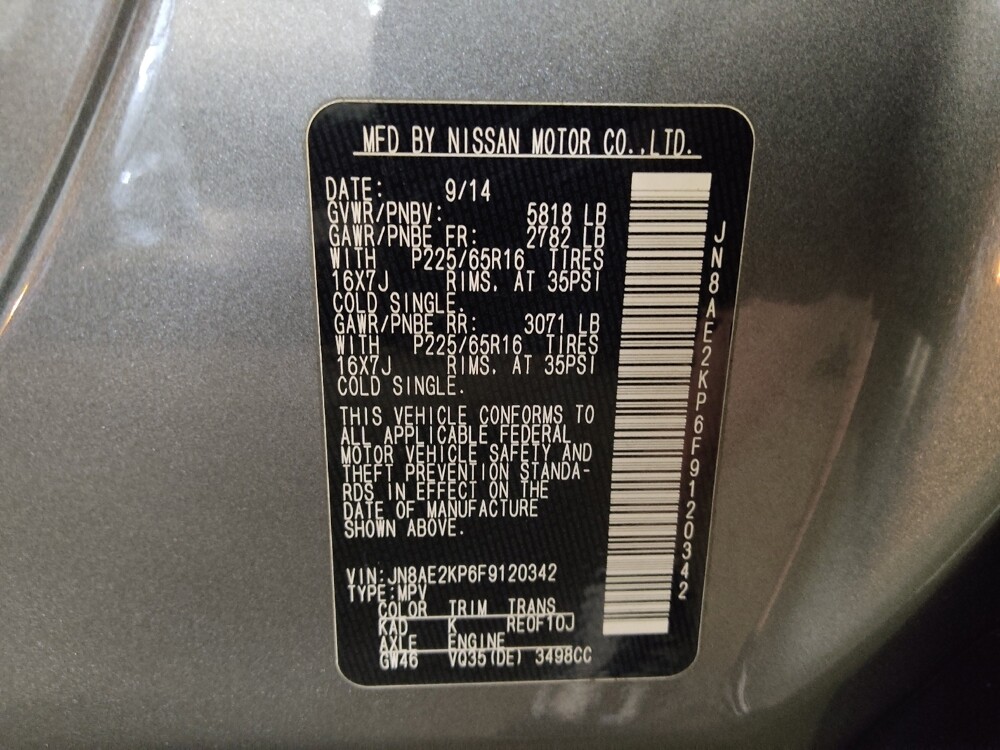 MFD BY NISSAN MOTOR CO.,LTD.
DATE: 9/14
GVWR/PNBV: 5818 LB
GAWR/PNBE FR: 2782 LB
WITH P225/65R16 TIRES
16X7J RIMS, AT 35PSI
COLD SINGLE.
GAWR/PNBE RR: 3071 LB
WITH P225/65R16 TIRES
16X7J RIMS, AT 35PSI
COLD SINGLE.
THIS VEHICLE CONFORMS TO
ALL APPLICABLE FEDERAL
MOTOR VEHICLE SAFETY AND
THEFT PREVENTION STANDA-
RDS IN EFFECT ON THE
DATE OF MANUFACTURE
SHOWN ABOVE.
VIN:JN8AE2KP6F9120342
TYPE:MPV
COLOR TRIM TRANS
KAD K RE0F10J
AXLE ENGINE
GW46 VQ35(DE) 3498CC
JN8AE2KP6F9120342